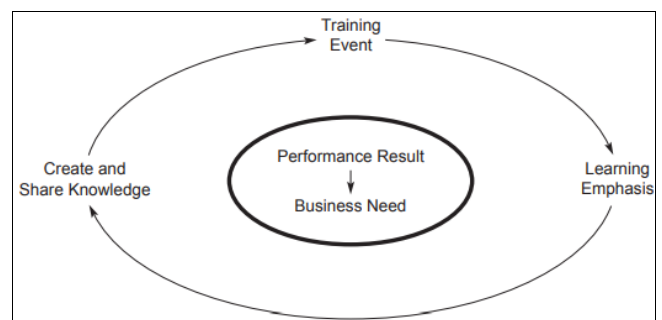 Training
Event
Performance Result
Business Need
Create and
Share Knowledge
Learning
Emphasis